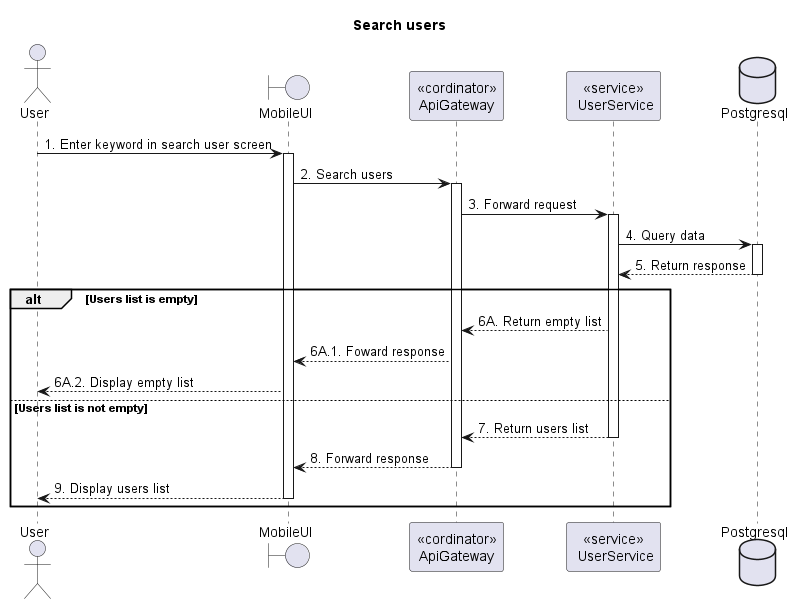 Search users
User
MobileUI
«cordinator»
ApiGateway
«service»
UserService
Postgresql
1. Enter keyword in search user screen
2. Search users
3. Forward request
4. Query data
5. Return response
alt [Users list is empty]
6A. Return empty list
6A.1. Foward response
6A.2. Display empty list
[Users list is not empty]
7. Return users list
8. Forward response
9. Display users list
User
MobileUI
«cordinator»
ApiGateway
«service»
UserService
Postgresql